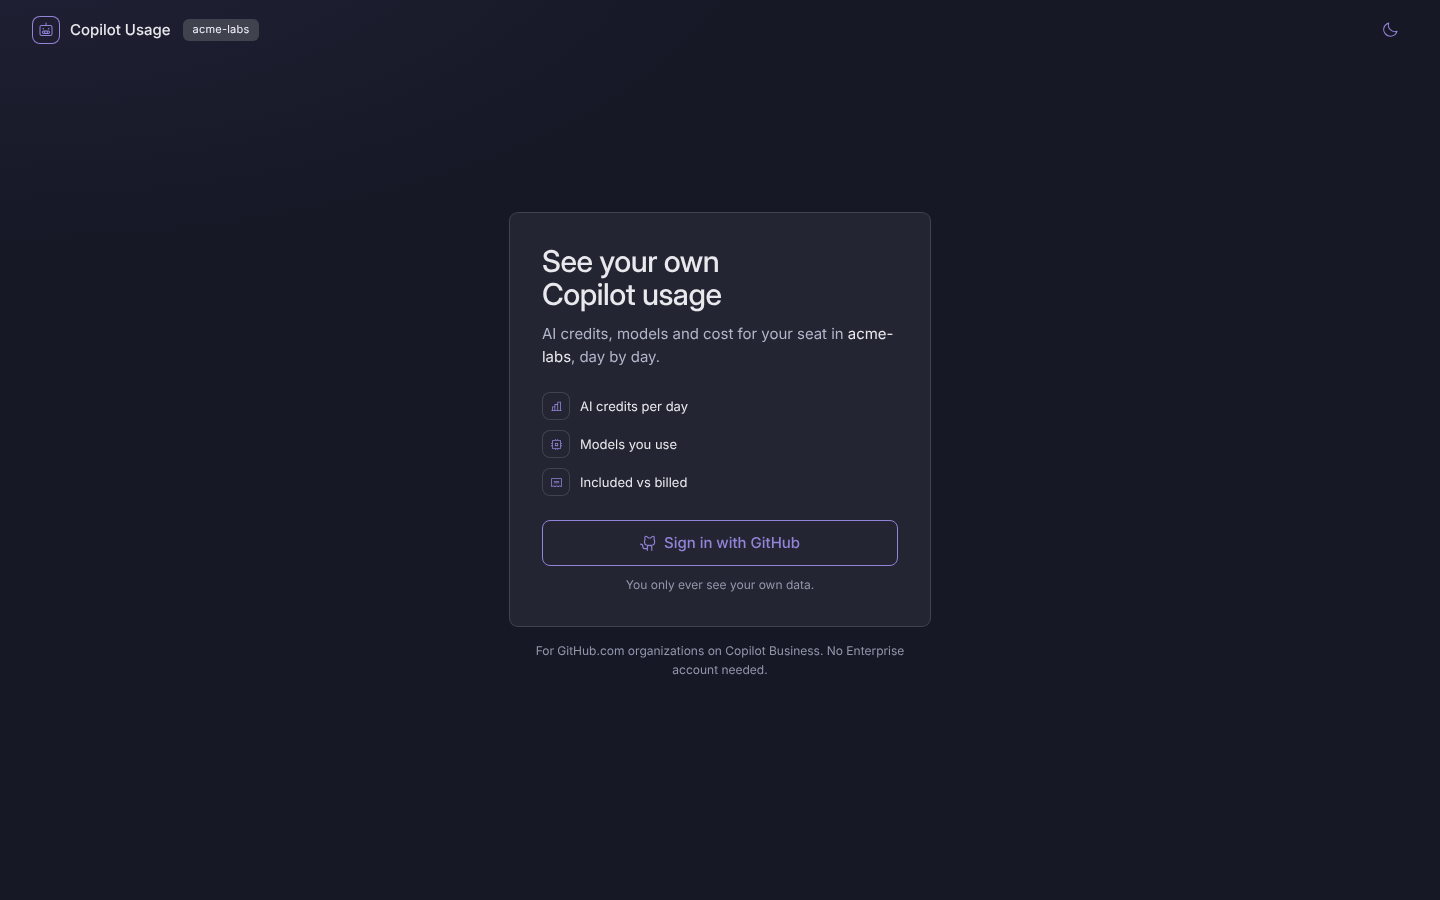 Copilot Usage acme-labs
See your own
Copilot usage
AI credits, models and cost for your seat in acme-
labs, day by day.
AI credits per day
Models you use
Included vs billed
Sign in with GitHub
You only ever see your own data.
For GitHub.com organizations on Copilot Business. No Enterprise
account needed.